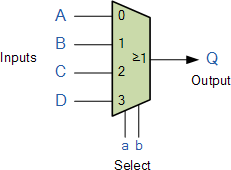 A 0
B 1
Inputs
≥1
Q
C 2
Output
D 3
a b
Select